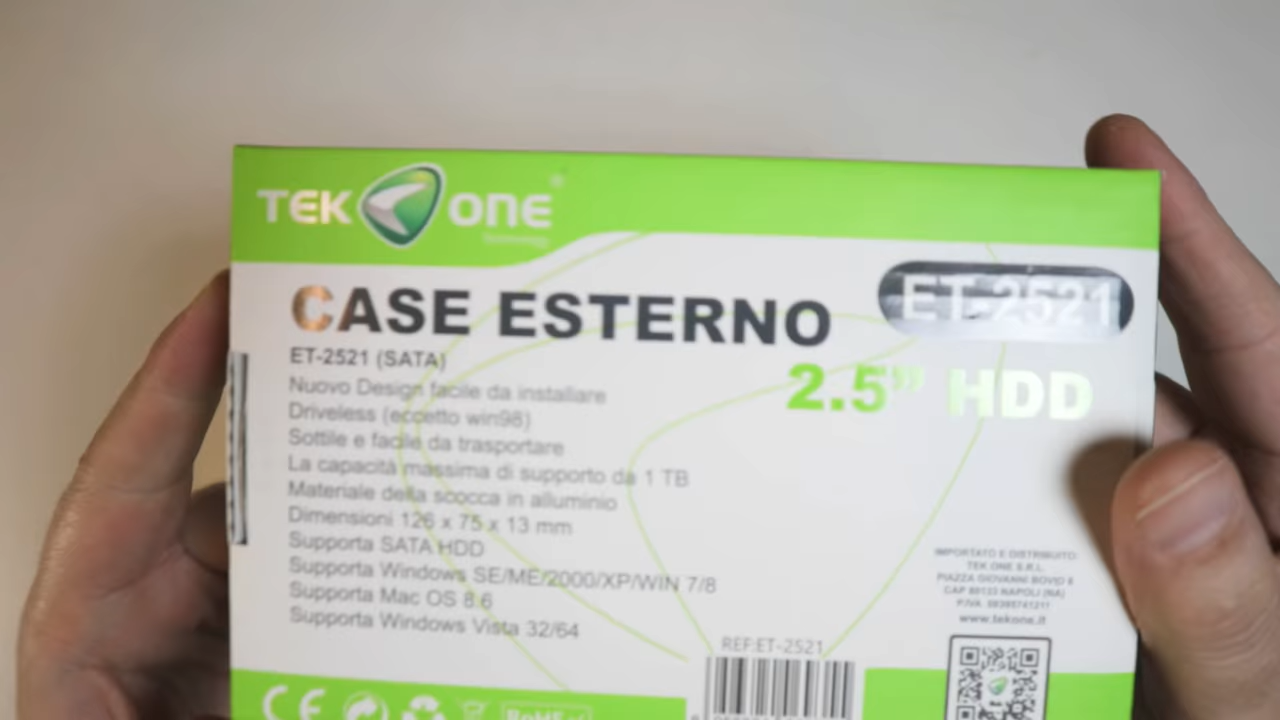 TEK ONE
CASE ESTERNO
ET-2521
2.5” HDD
ET-2521 (SATA)
Nuovo Design facile da installare
Driveless (eccetto win98)
Sottile e facile da trasportare
La capacità massima di supporto da 1 TB
Materiale della scocca in alluminio
Dimensioni 126 x 75 x 13 mm
Supporta SATA HDD
Supporta Windows SE/ME/2000/XP/WIN 7/8
Supporta Mac OS 8.6
Supporta Windows Vista 32/64
IMPORTATO E DISTRIBUITO:
TEK ONE S.R.L.
PIAZZA GIOVANNI BOVIO 8
CAP 80133 NAPOLI (NA)
P.IVA
www.tekone.it
REF:ET-2521
CE
RoHS